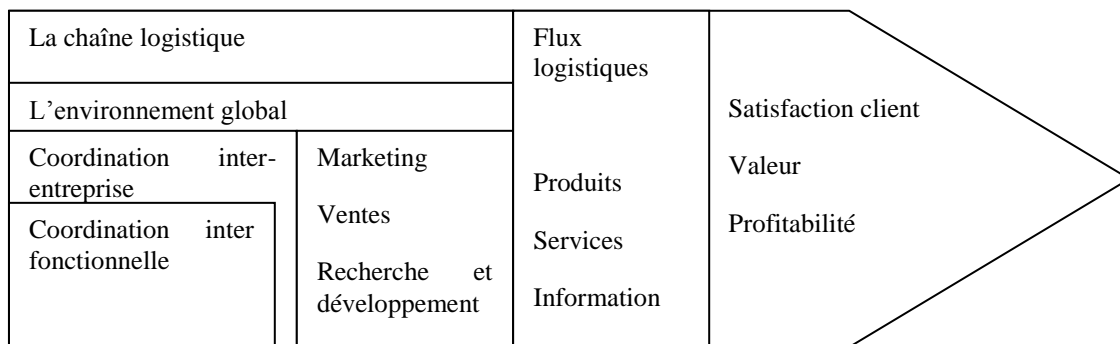 La chaîne logistique
L’environnement global
Coordination inter-
entreprise
Coordination inter
fonctionnelle
Marketing
Ventes
Recherche et
développement
Flux
logistiques
Produits
Services
Information
Satisfaction client
Valeur
Profitabilité